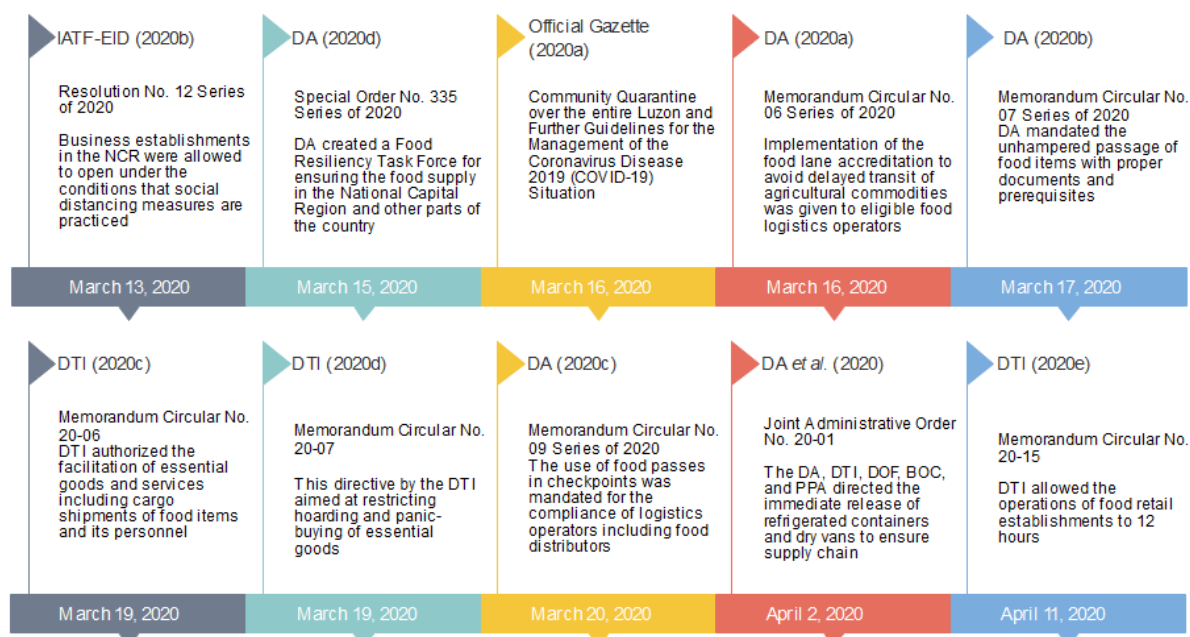 IATF-EID (2020b)
Resolution No. 12 Series
of 2020
Business establishments
in the NCR were allowed
to open under the
conditions that social
distancing measures are
practiced
March 13, 2020
DA (2020d)
Special Order No. 335
Series of 2020
DA created a Food
Resiliency Task Force for
ensuring the food supply
in the National Capital
Region and other parts of
the country
March 15, 2020
Official Gazette
(2020a)
Community Quarantine
over the entire Luzon and
Further Guidelines for the
Management of the
Coronavirus Disease
2019 (COVID-19)
Situation
March 16, 2020
DA (2020a)
Memorandum Circular No.
06 Series of 2020
Implementation of the
food lane accreditation to
avoid delayed transit of
agricultural commodities
was given to eligible food
logistics operators
March 16, 2020
DA (2020b)
Memorandum Circular No.
07 Series of 2020
DA mandated the
unhampered passage of
food items with proper
documents and
prerequisites
March 17, 2020
DTI (2020c)
Memorandum Circular No.
20-06
DTI authorized the
facilitation of essential
goods and services
including cargo
shipments of food items
and its personnel
March 19, 2020
DTI (2020d)
Memorandum Circular No.
20-07
This directive by the DTI
aimed at restricting
hoarding and panic-
buying of essential
goods
March 19, 2020
DA (2020c)
Memorandum Circular No.
09 Series of 2020
The use of food passes
in checkpoints was
mandated for the
compliance of logistics
operators including food
distributors
March 20, 2020
DA et al. (2020)
Joint Administrative Order
No. 20-01
The DA, DTI, DOF, BOC,
and PPA directed the
immediate release of
refrigerated containers
and dry vans to ensure
supply chain
April 2, 2020
DTI (2020e)
Memorandum Circular No.
20-15
DTI allowed the
operations of food retail
establishments to 12
hours
April 11, 2020